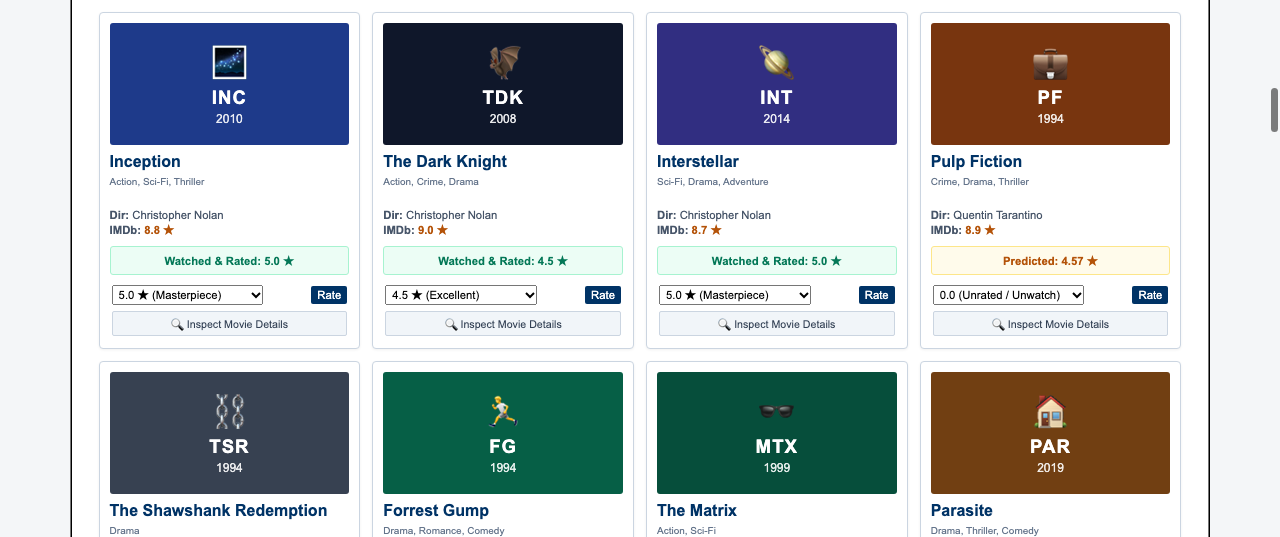 INC
2010
Inception
Action, Sci-Fi, Thriller
Dir: Christopher Nolan
IMDb: 8.8 ★
Watched & Rated: 5.0 ★
5.0 ★ (Masterpiece)
Rate
🔍 Inspect Movie Details
TDK
2008
The Dark Knight
Action, Crime, Drama
Dir: Christopher Nolan
IMDb: 9.0 ★
Watched & Rated: 4.5 ★
4.5 ★ (Excellent)
Rate
🔍 Inspect Movie Details
INT
2014
Interstellar
Sci-Fi, Drama, Adventure
Dir: Christopher Nolan
IMDb: 8.7 ★
Watched & Rated: 5.0 ★
5.0 ★ (Masterpiece)
Rate
🔍 Inspect Movie Details
PF
1994
Pulp Fiction
Crime, Drama, Thriller
Dir: Quentin Tarantino
IMDb: 8.9 ★
Predicted: 4.57 ★
0.0 (Unrated / Unwatch)
Rate
🔍 Inspect Movie Details
TSR
1994
The Shawshank Redemption
Drama
FG
1994
Forrest Gump
Drama, Romance, Comedy
MTX
1999
The Matrix
Action, Sci-Fi
PAR
2019
Parasite
Drama, Thriller, Comedy